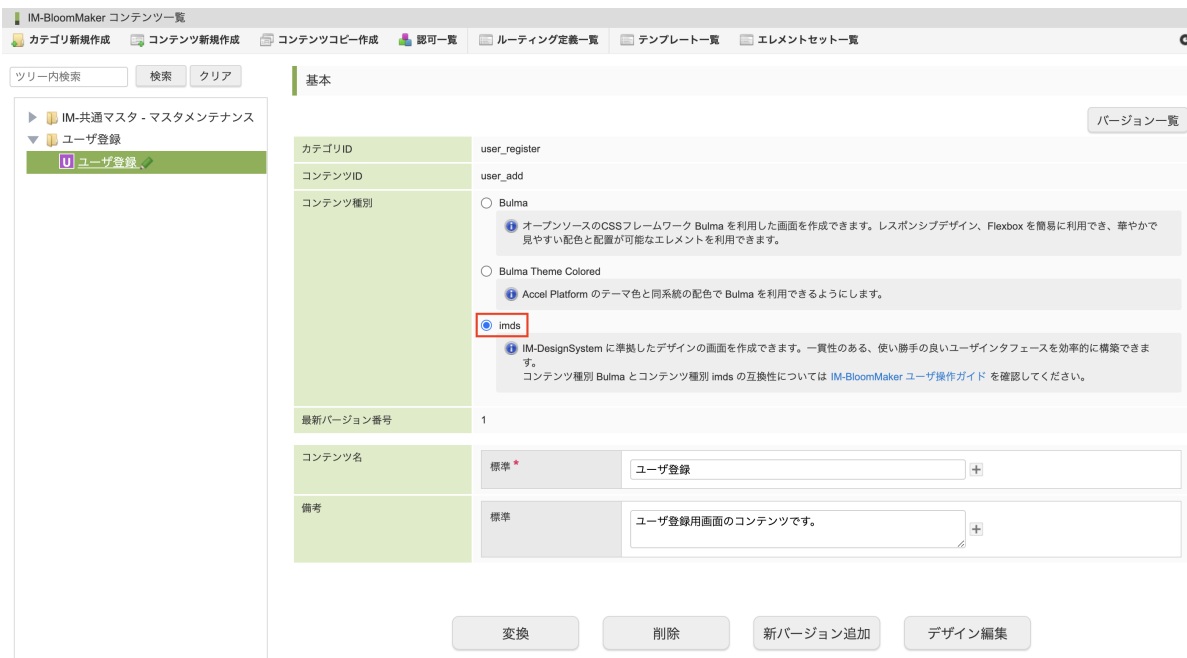 IM-BloomMaker コンテンツ一覧
カテゴリ新規作成 コンテンツ新規作成 コンテンツコピー作成 認可一覧 ルーティング定義一覧 テンプレート一覧 エレメントセット一覧
ツリー内検索 検索 クリア
基本
IM-共通マスタ - マスタメンテナンス
バージョン一覧
ユーザ登録
U ユーザ登録
カテゴリID user_register
コンテンツID user_add
コンテンツ種別 Bulma
オープンソースのCSSフレームワーク Bulma を利用した画面を作成できます。レスポンシブデザイン、Flexbox を簡易に利用でき、華やかで
見やすい配色と配置が可能なエレメントを利用できます。
Bulma Theme Colored
Accel Platform のテーマ色と同系統の配色で Bulma を利用できるようにします。
imds
IM-DesignSystem に準拠したデザインの画面を作成できます。一貫性のある、使い勝手の良いユーザインタフェースを効率的に構築できま
す。
コンテンツ種別 Bulma とコンテンツ種別 imds の互換性については IM-BloomMaker ユーザ操作ガイド を確認してください。
最新バージョン番号 1
コンテンツ名 標準 * ユーザ登録
備考 標準 ユーザ登録用画面のコンテンツです。
変換 削除 新バージョン追加 デザイン編集